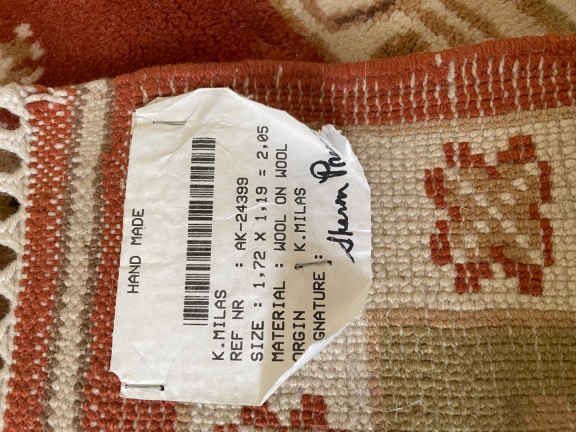 HAND MADE
K.MILAS
REF NR : AK-24399
SIZE : 1,72 X 1,19 = 2,05
MATERIAL : WOOL ON WOOL
ORGIN : K.MILAS
GNATURE :